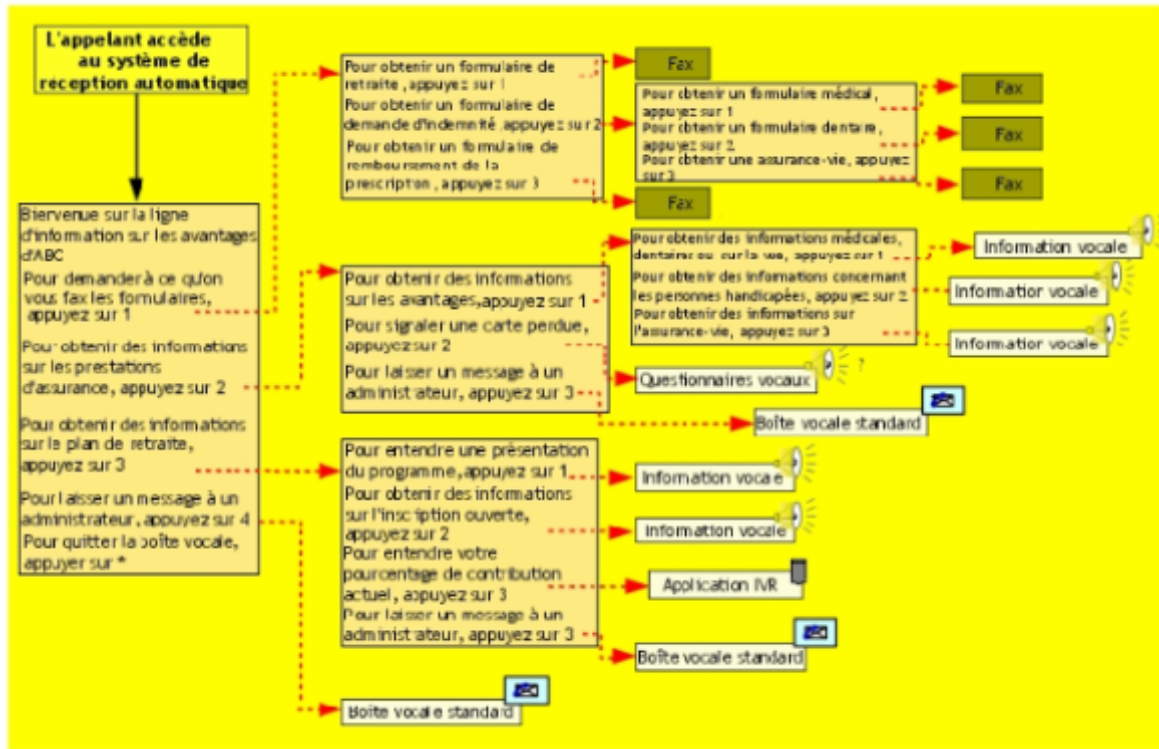 L'appelant accède
au système de
réception automatique
Bienvenue sur la ligne
d'information sur les avantages
d'ABC
Pour demander à ce qu'on
vous fax les formulaires,
appuyez sur 1
Pour obtenir des informations
sur les prestations
d'assurance, appuyez sur 2
Pour obtenir des informations
sur le plan de retraite,
appuyez sur 3
Pour laisser un message à un
administrateur, appuyez sur 4
Pour quitter la boîte vocale,
appuyer sur *
Pour obtenir un formulaire de
retraite, appuyez sur 1
Pour obtenir un formulaire de
demande d'indemnité, appuyez sur 2
Pour obtenir un formulaire de
remboursement de la
prescription, appuyez sur 3
Fax
Pour obtenir un formulaire médical,
appuyez sur 1
Pour obtenir un formulaire dentaire,
appuyez sur 2
Pour obtenir une assurance-vie, appuyez
sur 3
Fax
Fax
Fax
Fax
Pour obtenir des informations
sur les avantages, appuyez sur 1
Pour signaler une carte perdue,
appuyez sur 2
Pour laisser un message à un
administrateur, appuyez sur 3
Pour obtenir des informations médicales,
dentaires ou sur la vie, appuyez sur 1
Pour obtenir des informations concernant
les personnes handicapées, appuyez sur 2
Pour obtenir des informations sur
l'assurance-vie, appuyez sur 3
Information vocale
Information vocale
Information vocale
Questionnaires vocaux
?
Boîte vocale standard
Pour entendre une présentation
du programme, appuyez sur 1
Pour obtenir des informations
sur l'inscription ouverte,
appuyez sur 2
Pour entendre votre
pourcentage de contribution
actuel, appuyez sur 3
Pour laisser un message à un
administrateur, appuyez sur 3
Information vocale
Information vocale
Application IVR
Boîte vocale standard
Boîte vocale standard